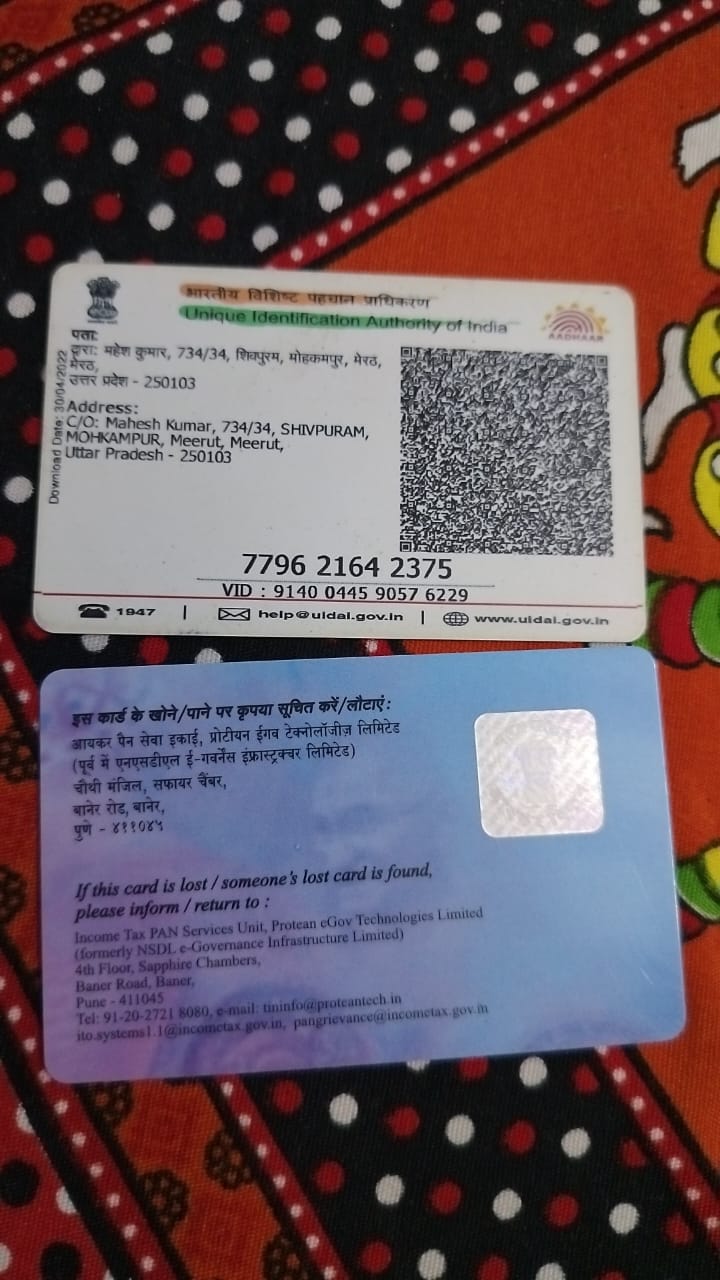 भारतीय विशिष्ट पहचान प्राधिकरण
Unique Identification Authority of India
AADHAAR
Download Date: 30/04/2022
पता:
द्वारा: महेश कुमार, 734/34, शिवपुरम, मोहकमपुर, मेरठ,
मेरठ,
उत्तर प्रदेश - 250103
Address:
C/O: Mahesh Kumar, 734/34, SHIVPURAM,
MOHKAMPUR, Meerut, Meerut,
Uttar Pradesh - 250103
7796 2164 2375
VID : 9140 0445 9057 6229
1947 | help@uidai.gov.in | www.uidai.gov.in
इस कार्ड के खोने/पाने पर कृपया सूचित करें/लौटाएं:
आयकर पैन सेवा इकाई, प्रोटीयन ईगव टेक्नोलॉजीज़ लिमिटेड
(पूर्व में एनएसडीएल ई-गवर्नेंस इंफ्रास्ट्रक्चर लिमिटेड)
चौथी मंजिल, सफायर चैंबर,
बानेर रोड, बानेर,
पुणे - ४११०४५
If this card is lost / someone's lost card is found,
please inform / return to :
Income Tax PAN Services Unit, Protean eGov Technologies Limited
(formerly NSDL e-Governance Infrastructure Limited)
4th Floor, Sapphire Chambers,
Baner Road, Baner,
Pune - 411045
Tel: 91-20-2721 8080, e-mail: tininfo@proteantech.in
ito.systems1.1@incometax.gov.in, pangrievance@incometax.gov.in